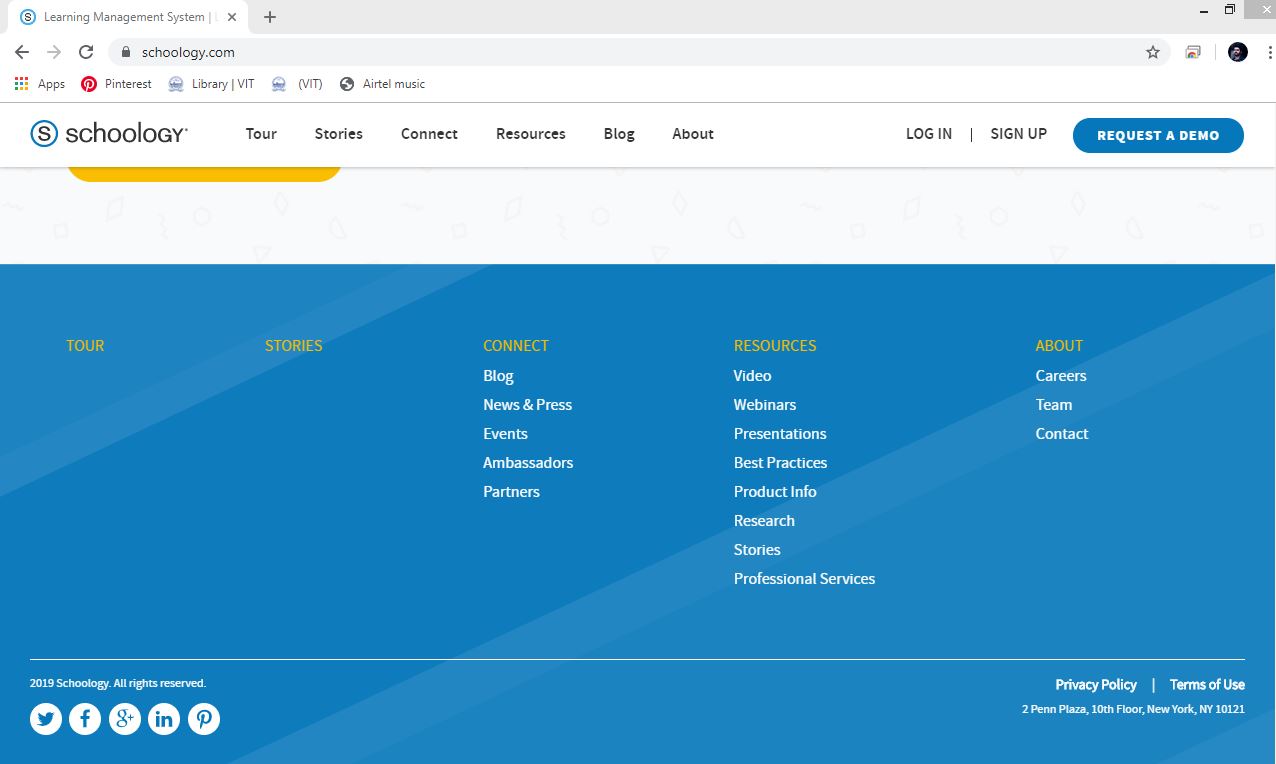 Learning Management System |
schoology.com
Apps Pinterest Library | VIT (VIT) Airtel music
S schoology Tour Stories Connect Resources Blog About LOG IN | SIGN UP REQUEST A DEMO
TOUR
STORIES
CONNECT
Blog
News & Press
Events
Ambassadors
Partners
RESOURCES
Video
Webinars
Presentations
Best Practices
Product Info
Research
Stories
Professional Services
ABOUT
Careers
Team
Contact
2019 Schoology. All rights reserved.
Privacy Policy | Terms of Use
2 Penn Plaza, 10th Floor, New York, NY 10121